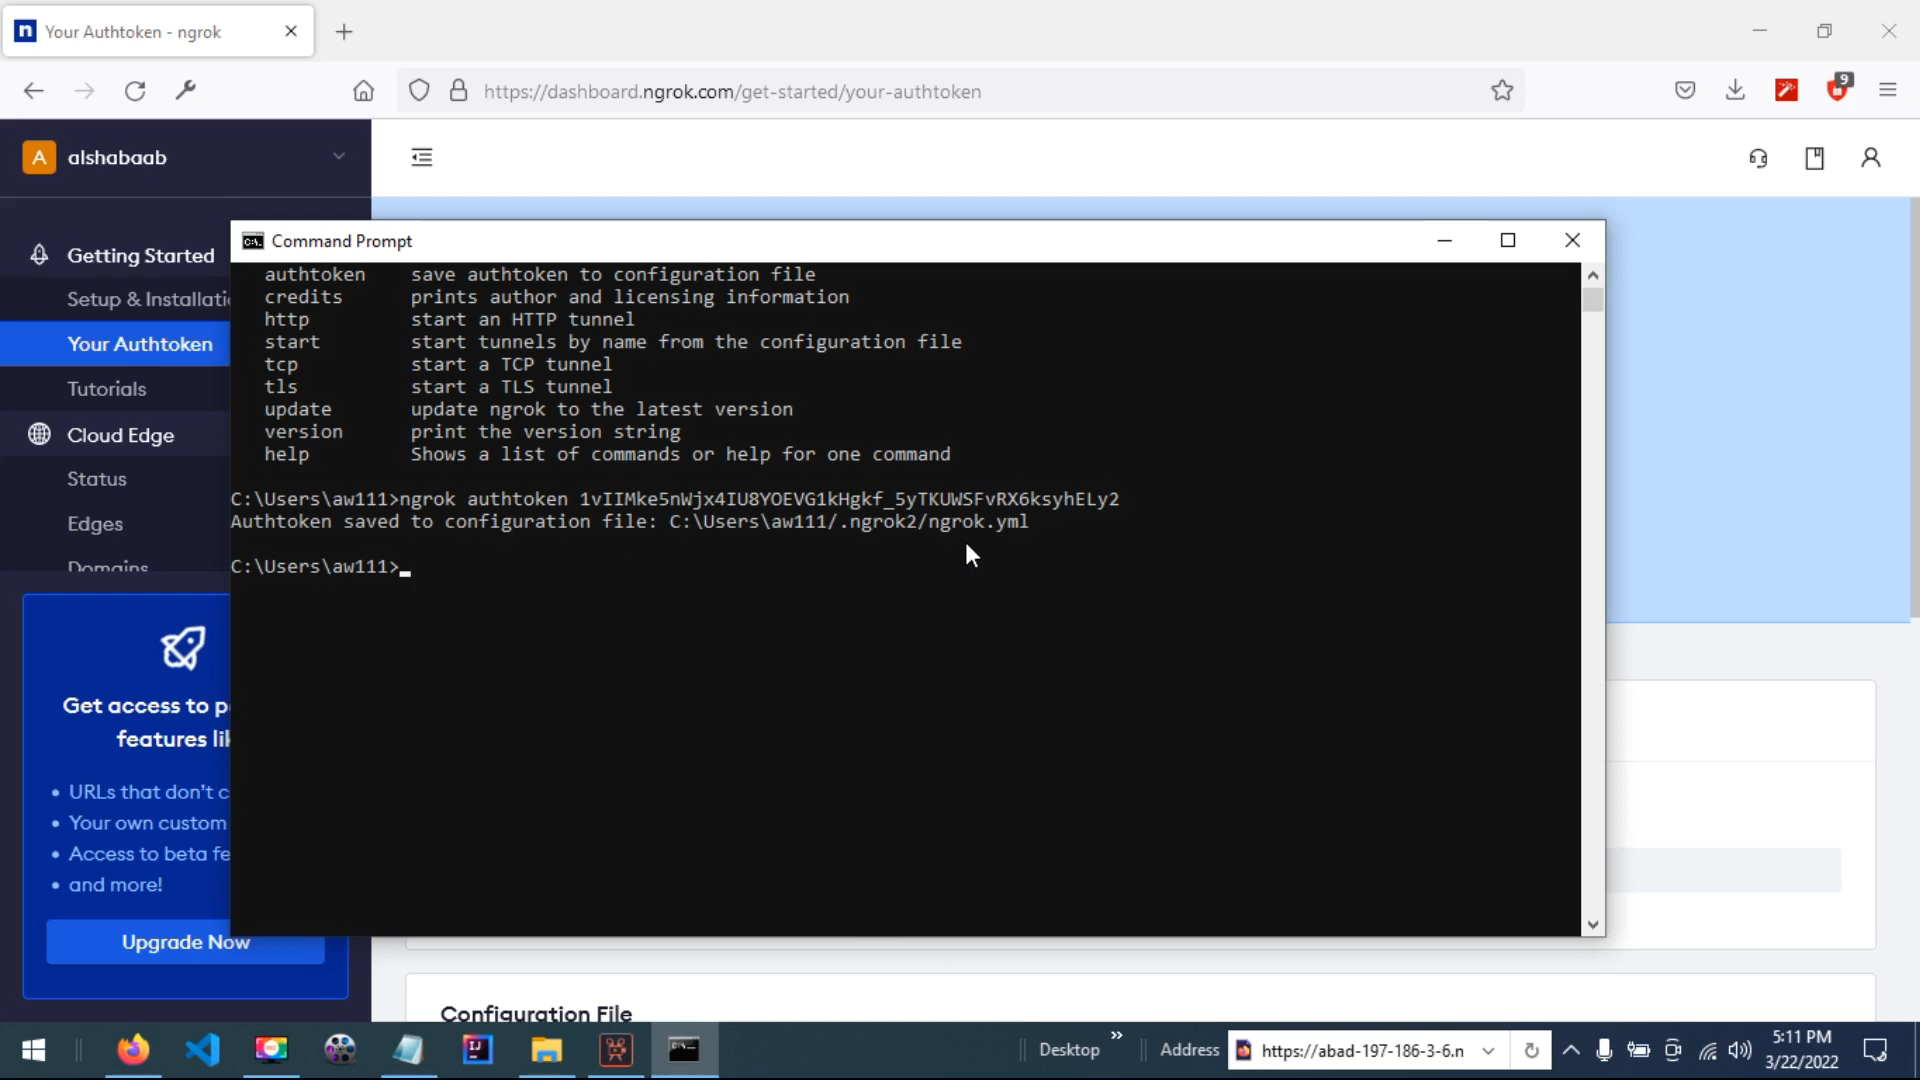 Your Authtoken - ngrok
https://dashboard.ngrok.com/get-started/your-authtoken
9
A alshabaab
Getting Started
Setup & Installati
Your Authtoken
Tutorials
Cloud Edge
Status
Edges
Domains
Get access to p
features lik
• URLs that don't c
• Your own custom
• Access to beta fe
• and more!
Upgrade Now
Command Prompt
authtoken save authtoken to configuration file
credits prints author and licensing information
http start an HTTP tunnel
start start tunnels by name from the configuration file
tcp start a TCP tunnel
tls start a TLS tunnel
update update ngrok to the latest version
version print the version string
help Shows a list of commands or help for one command
C:\Users\aw111>ngrok authtoken 1vIIMke5nWjx4IU8YOEVG1kHgkf_5yTKUWSFvRX6ksyhELy2
Authtoken saved to configuration file: C:\Users\aw111/.ngrok2/ngrok.yml
C:\Users\aw111>_
Configuration File
Desktop
Address
https://abad-197-186-3-6.n
5:11 PM
3/22/2022